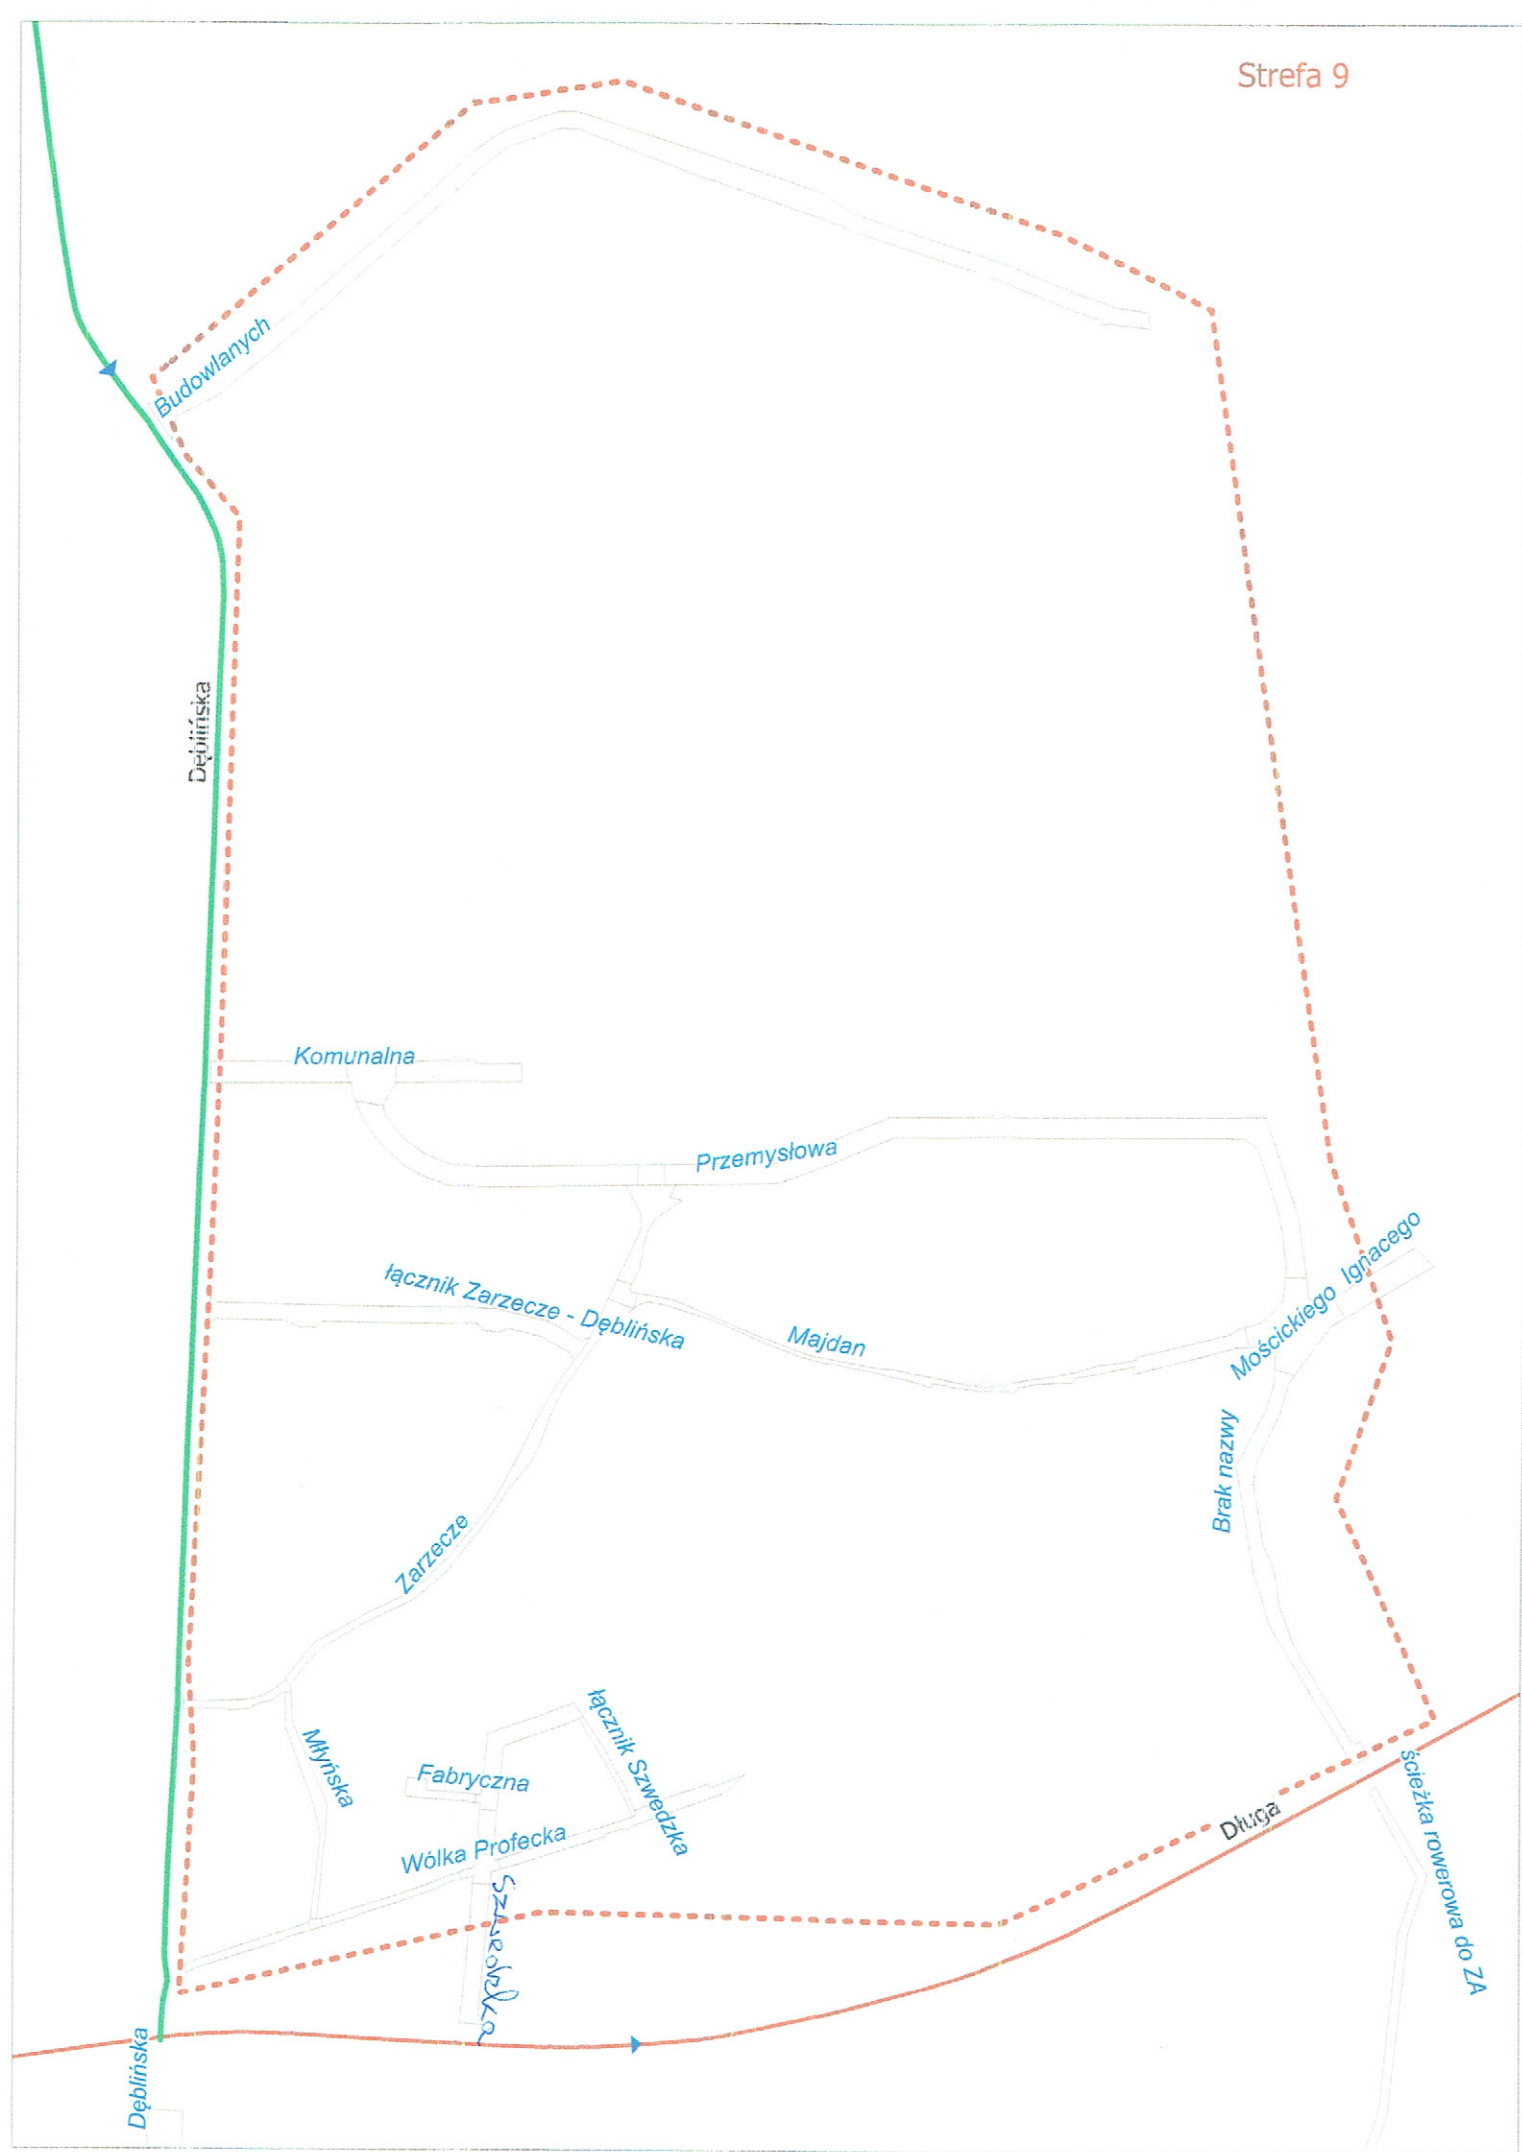 Strefa 9
Budowlanych
Dęblińska
Komunalna
Przemysłowa
łącznik Zarzecze - Dęblińska
Majdan
Mościckiego Ignacego
Brak nazwy
Zarzecze
Młyńska
Fabryczna
łącznik Szwedzka
Wólka Profecka
Długa
ścieżka rowerowa do ZA
Dęblińska